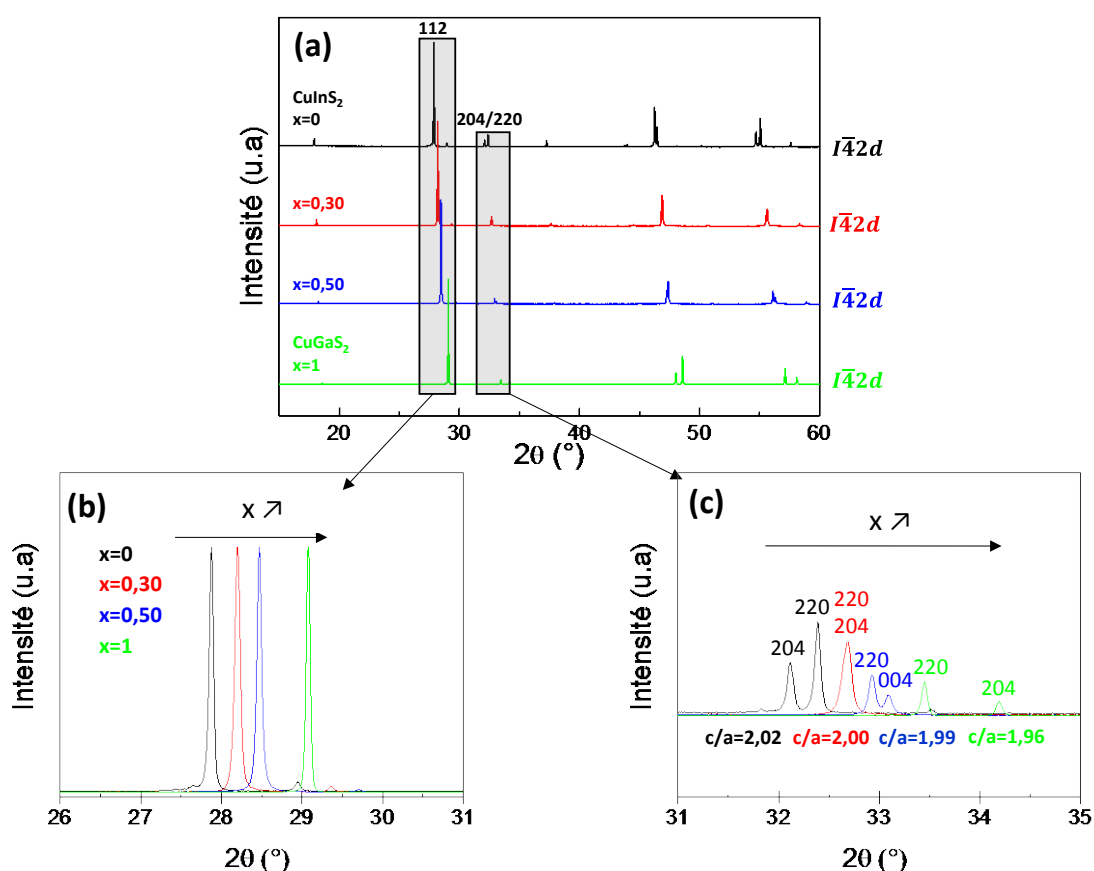 (a)
112
204/220
CuInS₂
x=0
I4̅2d
x=0,30
I4̅2d
x=0,50
I4̅2d
CuGaS₂
x=1
I4̅2d
Intensité (u.a)
20 30 40 50 60
2θ (°)
(b)
x ↗
x=0
x=0,30
x=0,50
x=1
Intensité (u.a)
26 27 28 29 30 31
2θ (°)
(c)
x ↗
220
220
204
204
220
004
220
204
c/a=2,02 c/a=2,00 c/a=1,99 c/a=1,96
Intensité (u.a)
31 32 33 34 35
2θ (°)